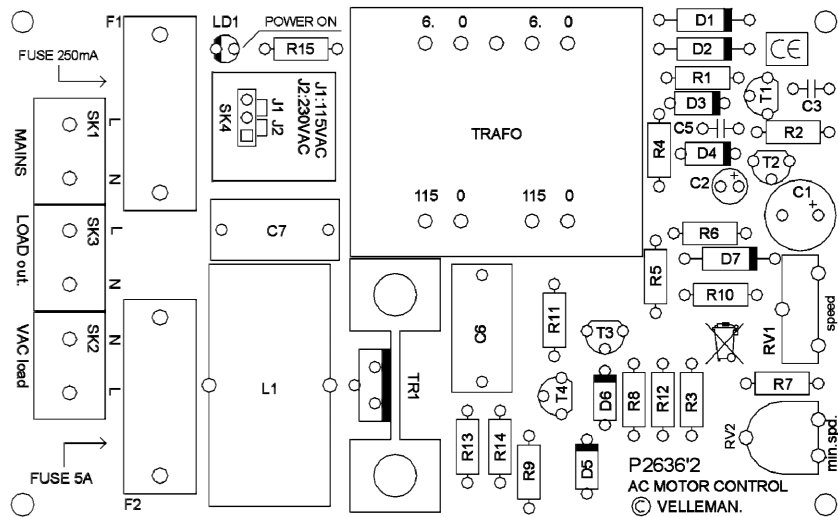 F1
FUSE 250mA
LD1
POWER ON
R15
J1:115VAC
J2:230VAC
J1
J2
SK4
6. 0 6. 0
TRAFO
115 0 115 0
D1
D2
CE
R1
T1
C3
D3
C5
R2
R4
D4
T2
C2
+
C1
+
MAINS
SK1
L
N
LOAD out.
SK3
L
N
VAC load
SK2
N
L
FUSE 5A
F2
C7
L1
TR1
C6
R6
D7
R5
R10
R11
T3
RV1
speed
T4
D6
R8
R12
R3
R7
RV2
min.spd.
R13
R14
R9
D5
P2636'2
AC MOTOR CONTROL
© VELLEMAN.